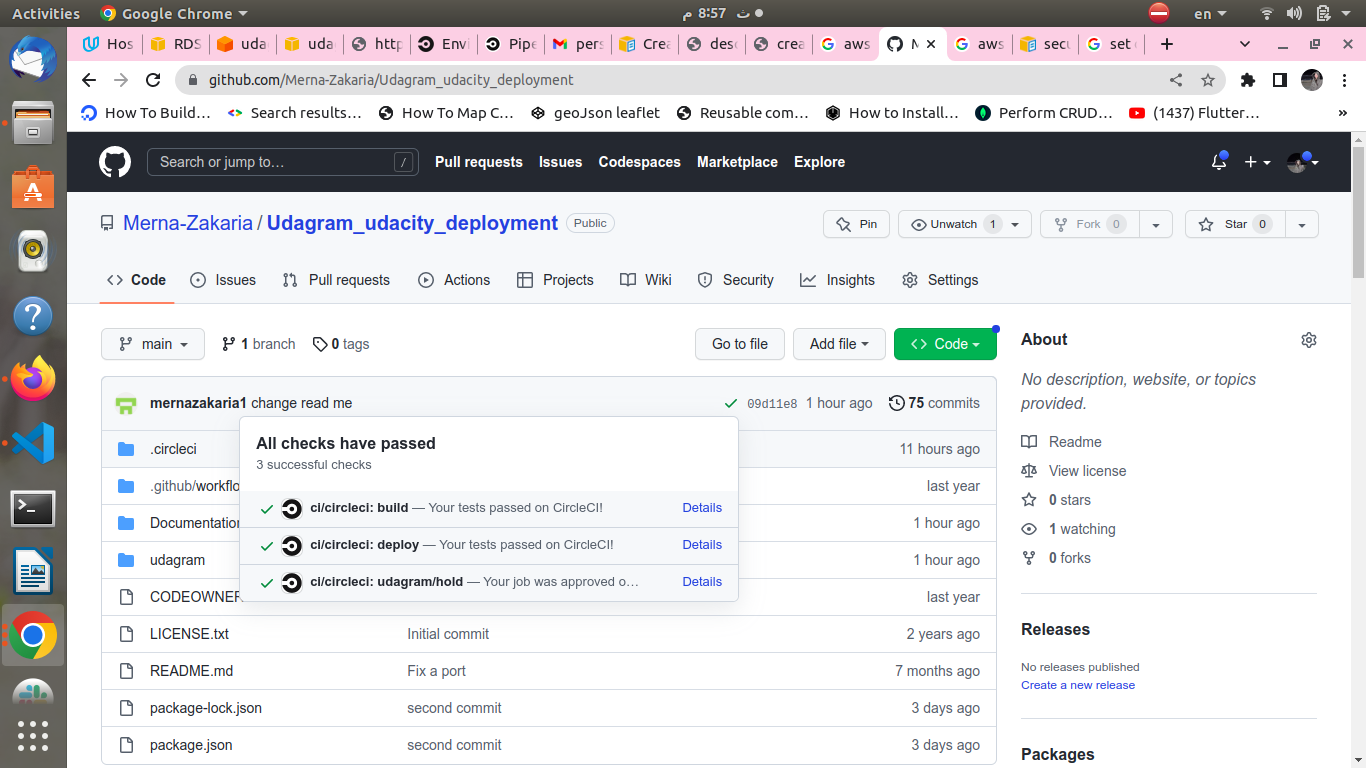 Activities Google Chrome م 8:57 ث en
Hos RDS uda uda http Envi Pipe pers Crea desc crea aws M aws secu set
github.com/Merna-Zakaria/Udagram_udacity_deployment
How To Build… Search results… How To Map C… geoJson leaflet Reusable com… How to Install… Perform CRUD… (1437) Flutter… »
Search or jump to… / Pull requests Issues Codespaces Marketplace Explore
Merna-Zakaria / Udagram_udacity_deployment Public Pin Unwatch 1 Fork 0 Star 0
Code Issues Pull requests Actions Projects Wiki Security Insights Settings
main 1 branch 0 tags Go to file Add file Code
mernazakaria1 change read me 09d11e8 1 hour ago 75 commits
All checks have passed
3 successful checks
ci/circleci: build — Your tests passed on CircleCI! Details
ci/circleci: deploy — Your tests passed on CircleCI! Details
ci/circleci: udagram/hold — Your job was approved o… Details
.circleci 11 hours ago
.github/workflo last year
Documentation 1 hour ago
udagram 1 hour ago
CODEOWNER last year
LICENSE.txt Initial commit 2 years ago
README.md Fix a port 7 months ago
package-lock.json second commit 3 days ago
package.json second commit 3 days ago
About
No description, website, or topics
provided.
Readme
View license
0 stars
1 watching
0 forks
Releases
No releases published
Create a new release
Packages